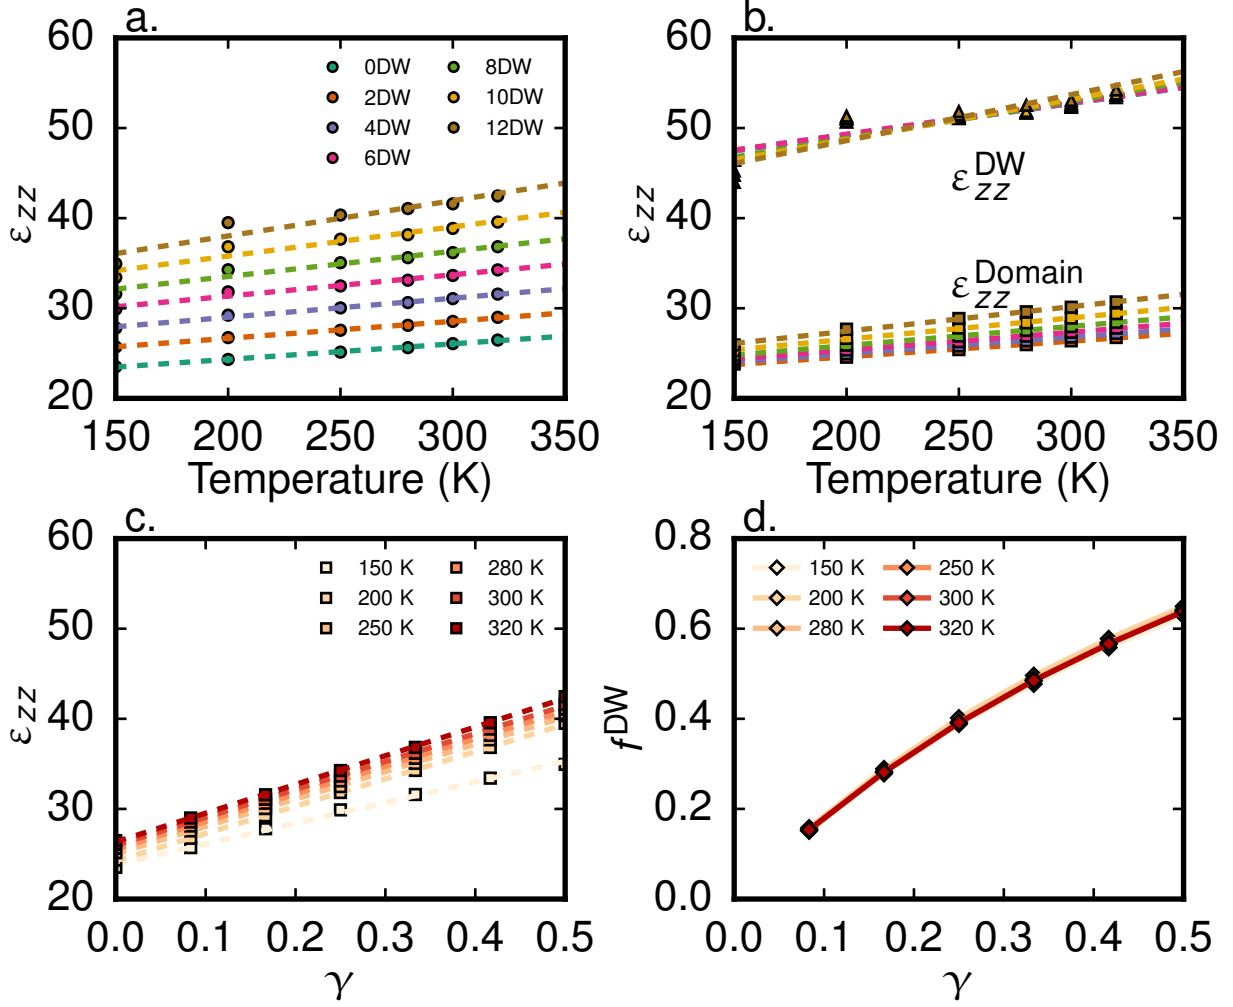 a.
60
50
40
30
20
ε_zz
0DW
2DW
4DW
6DW
8DW
10DW
12DW
150 200 250 300 350
Temperature (K)
b.
60
50
40
30
20
ε_zz
ε_zz^DW
ε_zz^Domain
150 200 250 300 350
Temperature (K)
c.
60
50
40
30
20
ε_zz
150 K
200 K
250 K
280 K
300 K
320 K
0.0 0.1 0.2 0.3 0.4 0.5
γ
d.
0.8
0.6
0.4
0.2
0.0
f^DW
150 K
200 K
280 K
250 K
300 K
320 K
0.0 0.1 0.2 0.3 0.4 0.5
γ